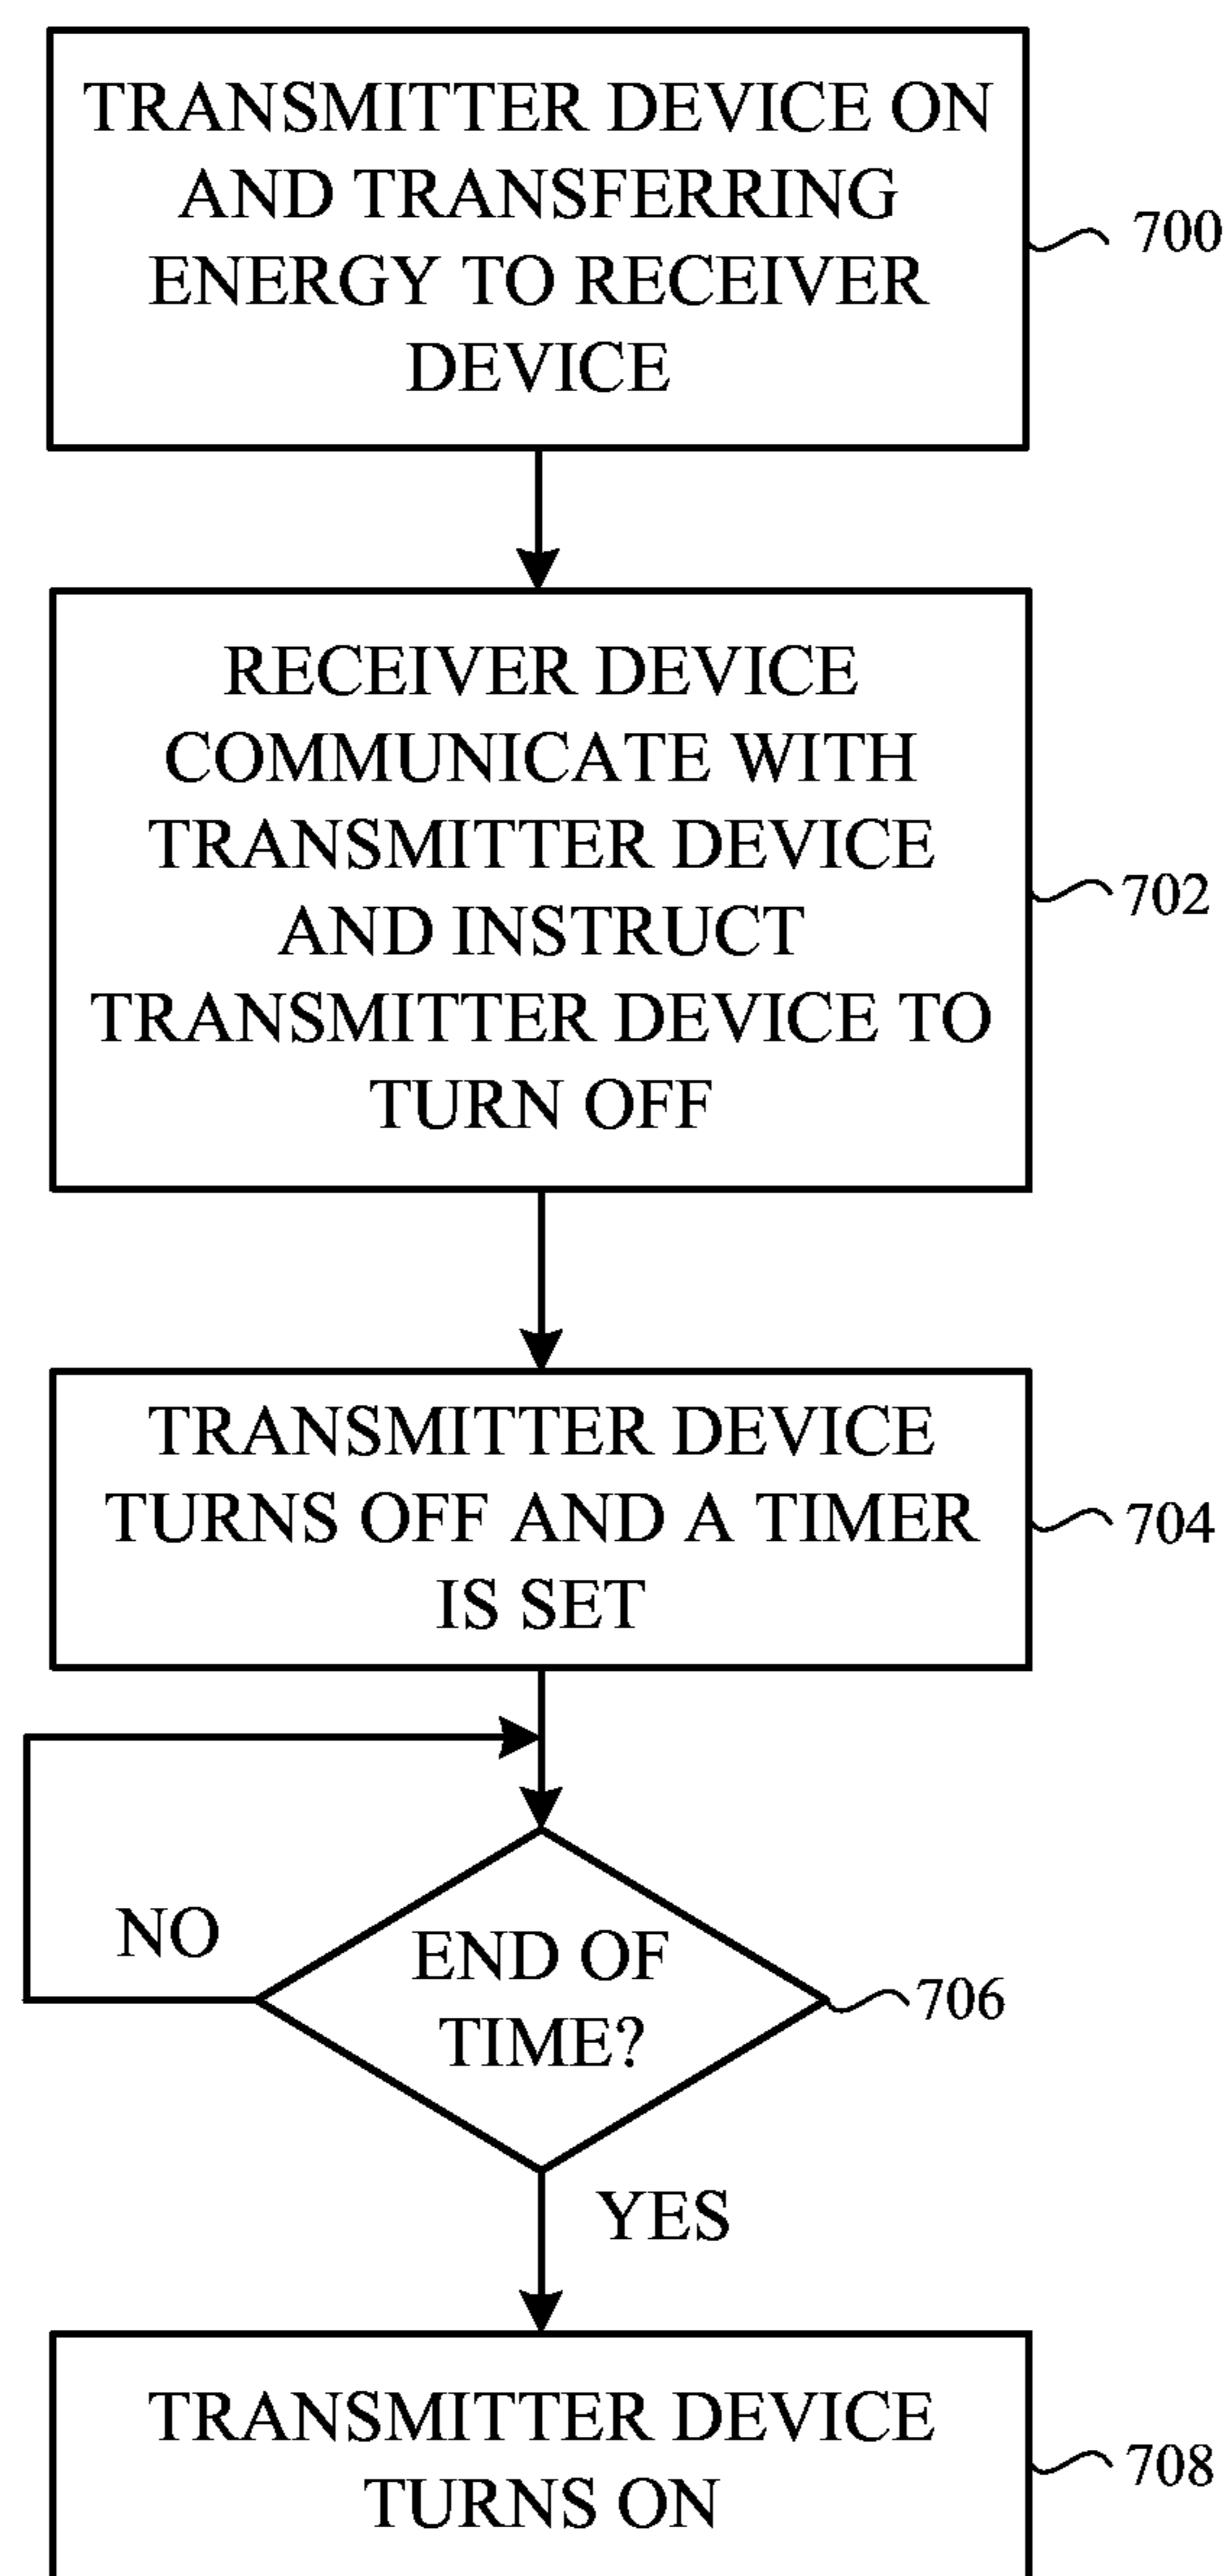 TRANSMITTER DEVICE ON
AND TRANSFERRING
ENERGY TO RECEIVER
DEVICE
700
RECEIVER DEVICE
COMMUNICATE WITH
TRANSMITTER DEVICE
AND INSTRUCT
TRANSMITTER DEVICE TO
TURN OFF
702
TRANSMITTER DEVICE
TURNS OFF AND A TIMER
IS SET
704
NO
END OF
TIME?
706
YES
TRANSMITTER DEVICE
TURNS ON
708